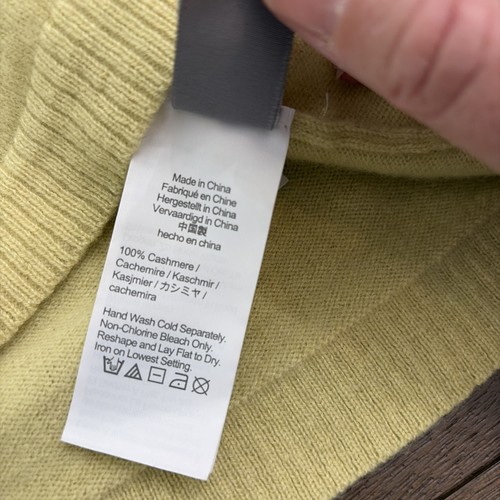 Made in China
Fabriqué en Chine
Hergestellt in China
Vervaardigd in China
中国製
hecho en china
100% Cashmere /
Cachemire / Kaschmir /
Kasjmier / カシミヤ /
cachemira
Hand Wash Cold Separately.
Non-Chlorine Bleach Only.
Reshape and Lay Flat to Dry.
Iron on Lowest Setting.